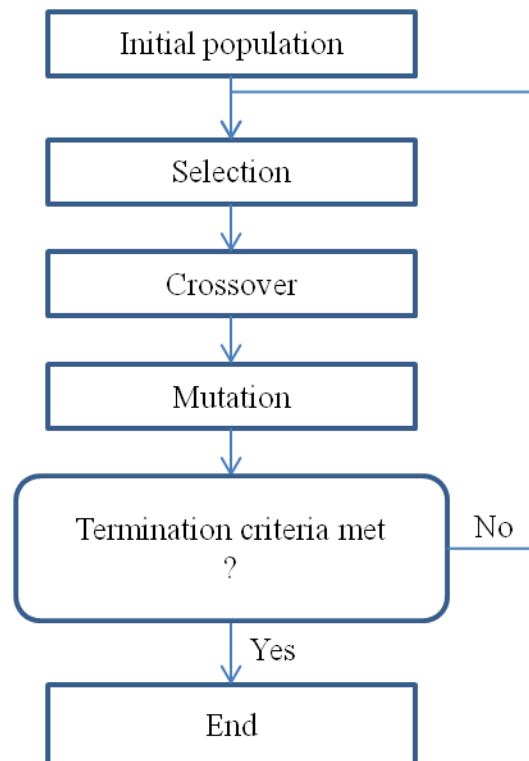 Initial population
Selection
Crossover
Mutation
Termination criteria met
?
No
Yes
End